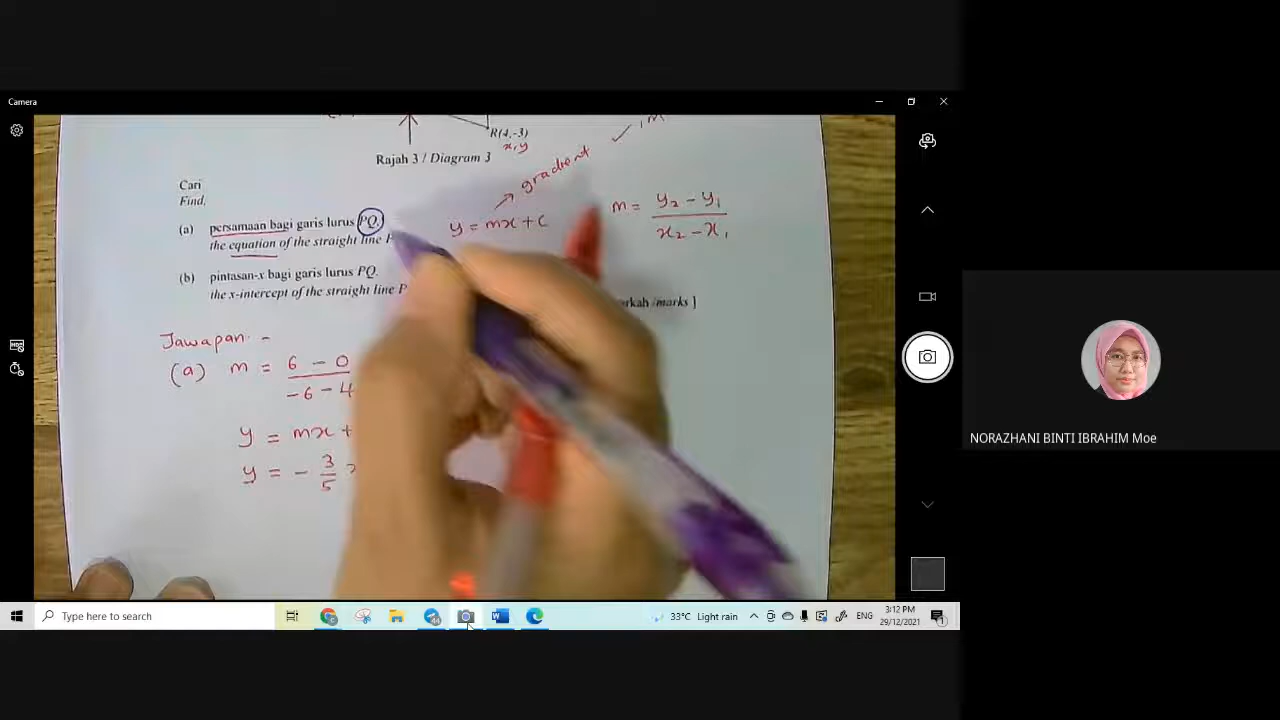 Camera
R(4,-3)
x, y
Rajah 3 / Diagram 3
gradient
, m
Cari
Find,
(a) persamaan bagi garis lurus PQ,
the equation of the straight line P
y = mx + c
m = y₂ - y₁ / x₂ - x₁
(b) pintasan-x bagi garis lurus PQ.
the x-intercept of the straight line P
rkah /marks ]
Jawapan -
(a) m = 6 - 0 / -6 - 4
y = mx +
y = - 3/5 x
NORAZHANI BINTI IBRAHIM Moe
Type here to search
33°C Light rain
ENG
3:12 PM
29/12/2021